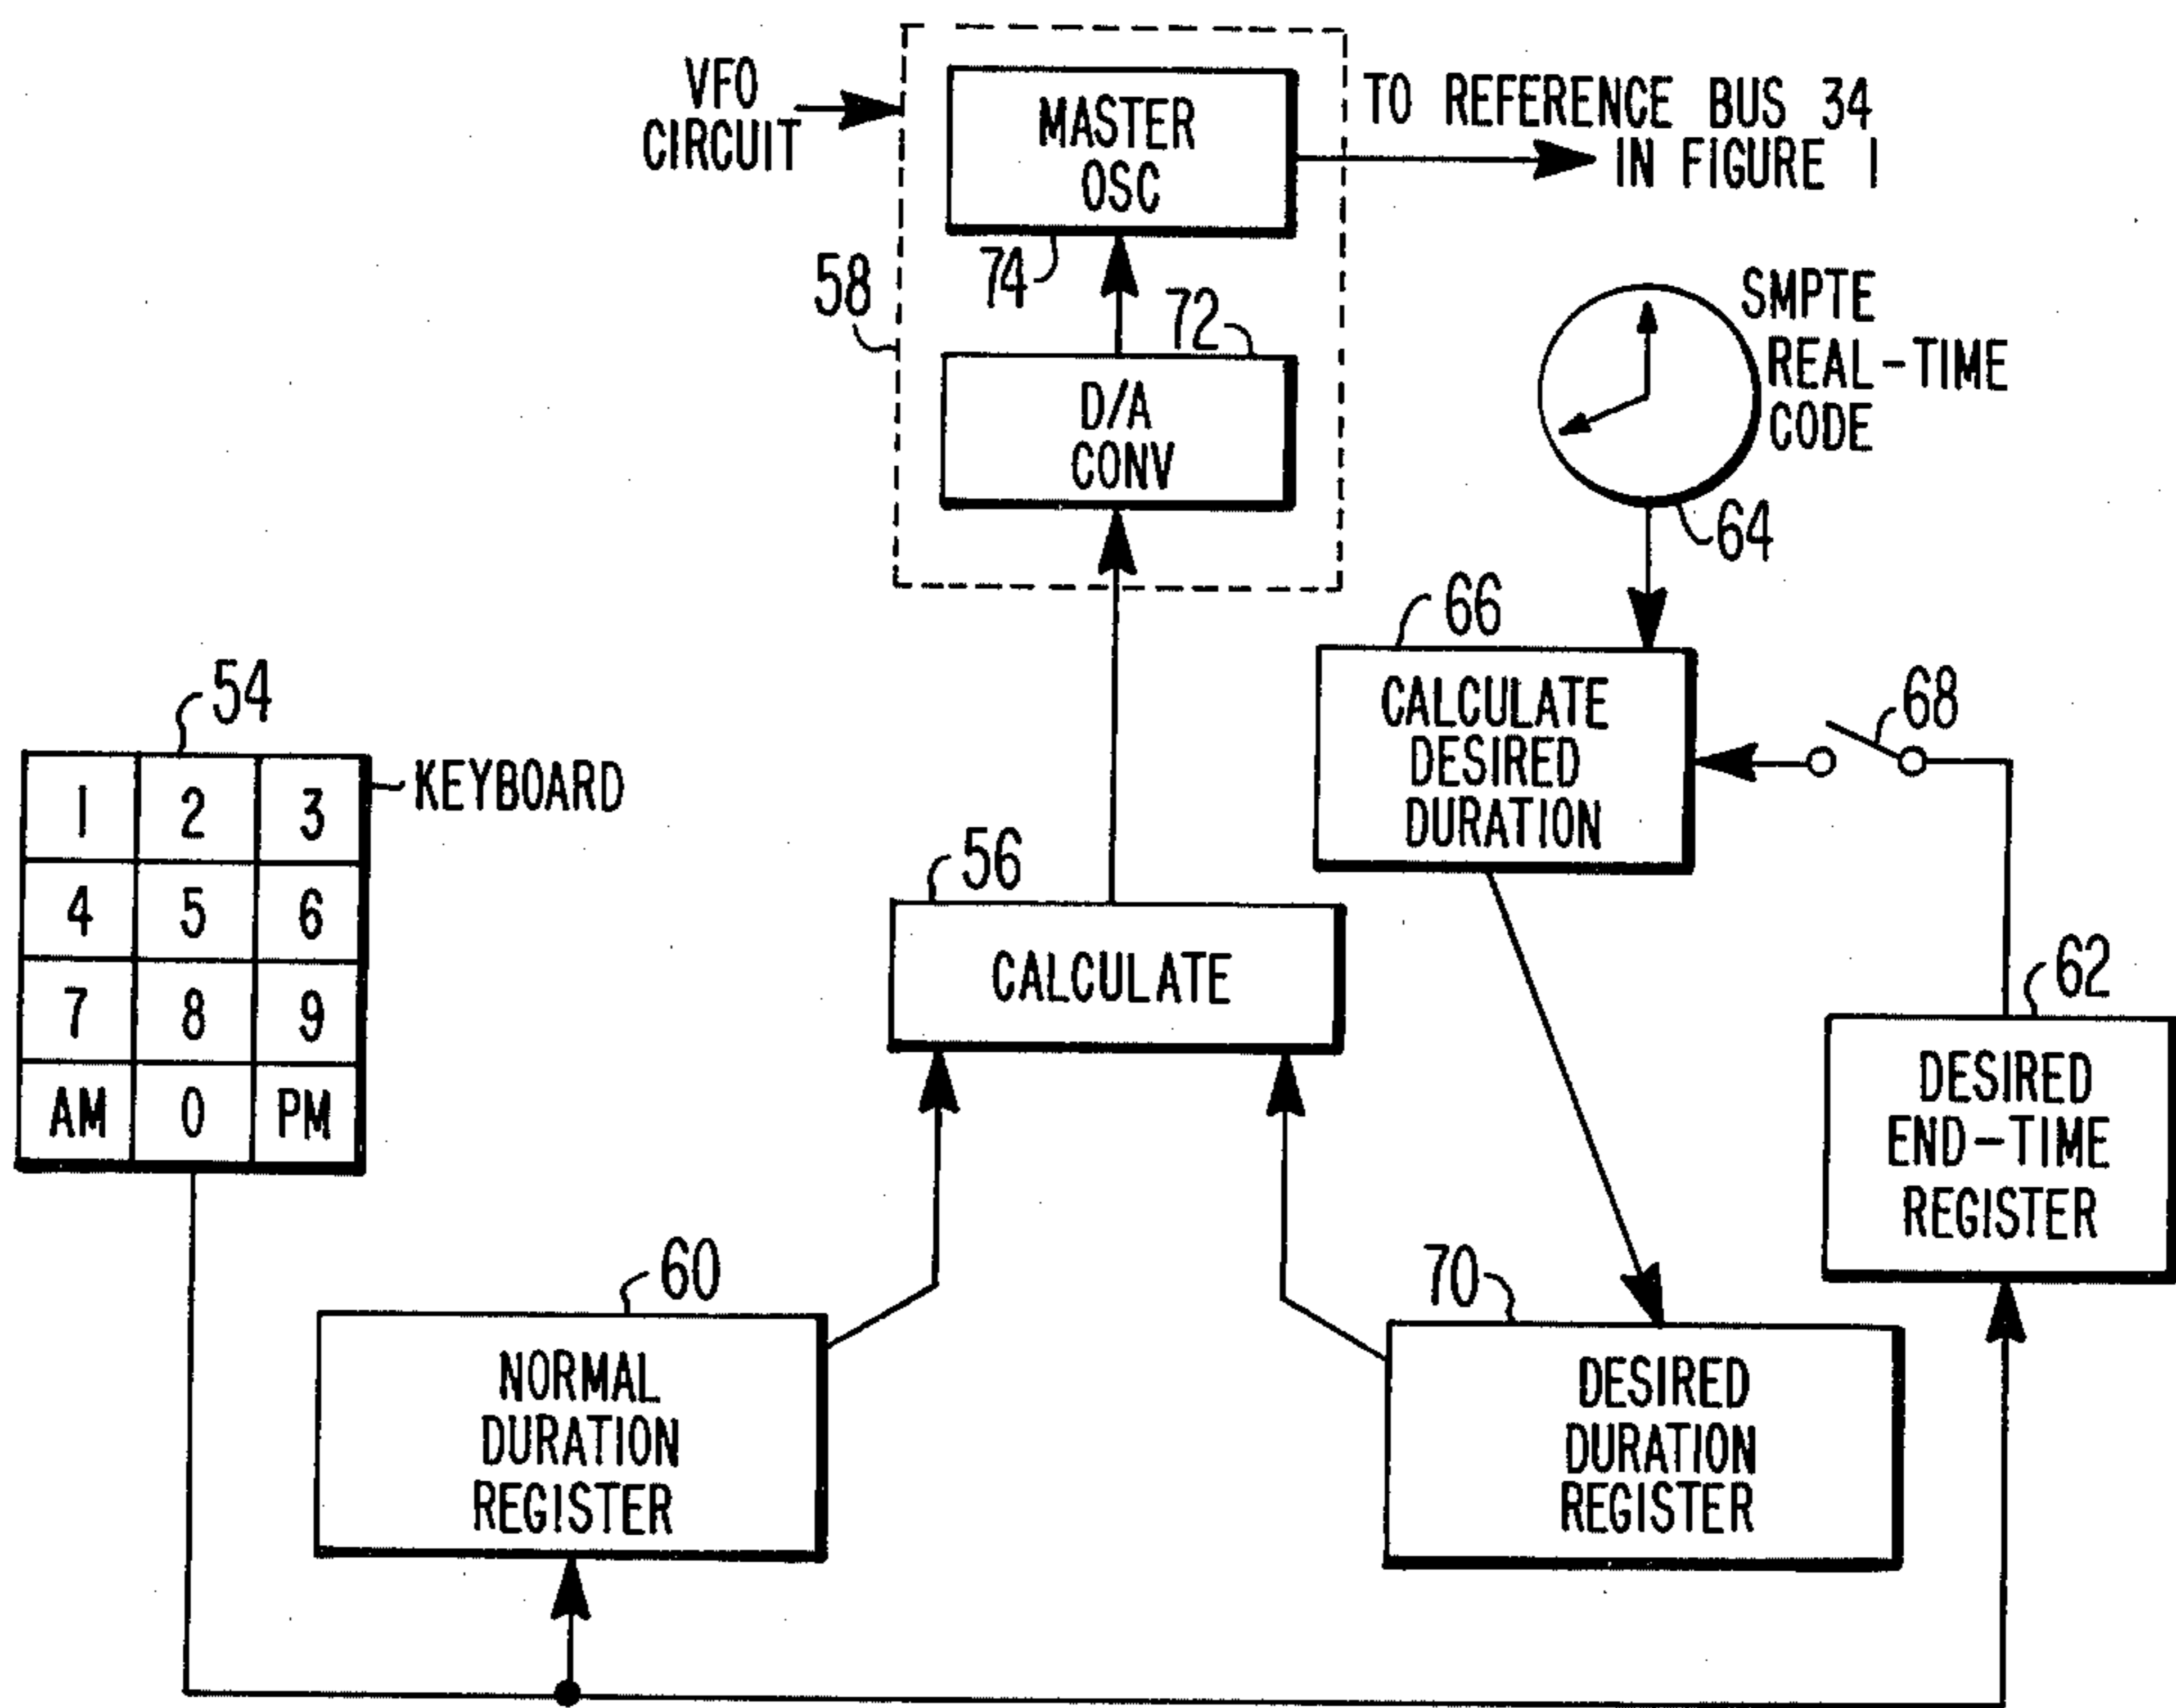 VFO
CIRCUIT
MASTER
OSC
TO REFERENCE BUS 34
IN FIGURE 1
58
74
72
D/A
CONV
SMPTE
REAL-TIME
CODE
64
66
CALCULATE
DESIRED
DURATION
68
54
KEYBOARD
1 2 3
4 5 6
7 8 9
AM 0 PM
56
CALCULATE
62
DESIRED
END-TIME
REGISTER
60
NORMAL
DURATION
REGISTER
70
DESIRED
DURATION
REGISTER